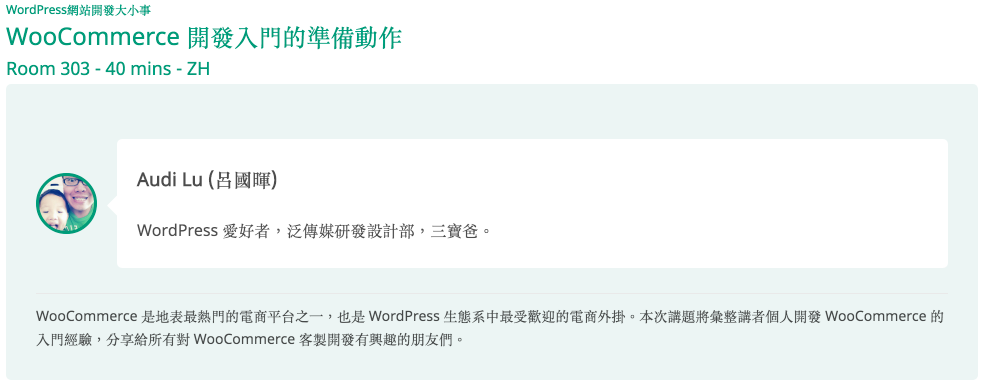 WordPress網站開發大小事
WooCommerce 開發入門的準備動作
Room 303 - 40 mins - ZH
Audi Lu (呂國暉)
WordPress 愛好者，泛傳媒研發設計部，三寶爸。
WooCommerce 是地表最熱門的電商平台之一，也是 WordPress 生態系中最受歡迎的電商外掛。本次講題將彙整講者個人開發 WooCommerce 的
入門經驗，分享給所有對 WooCommerce 客製開發有興趣的朋友們。